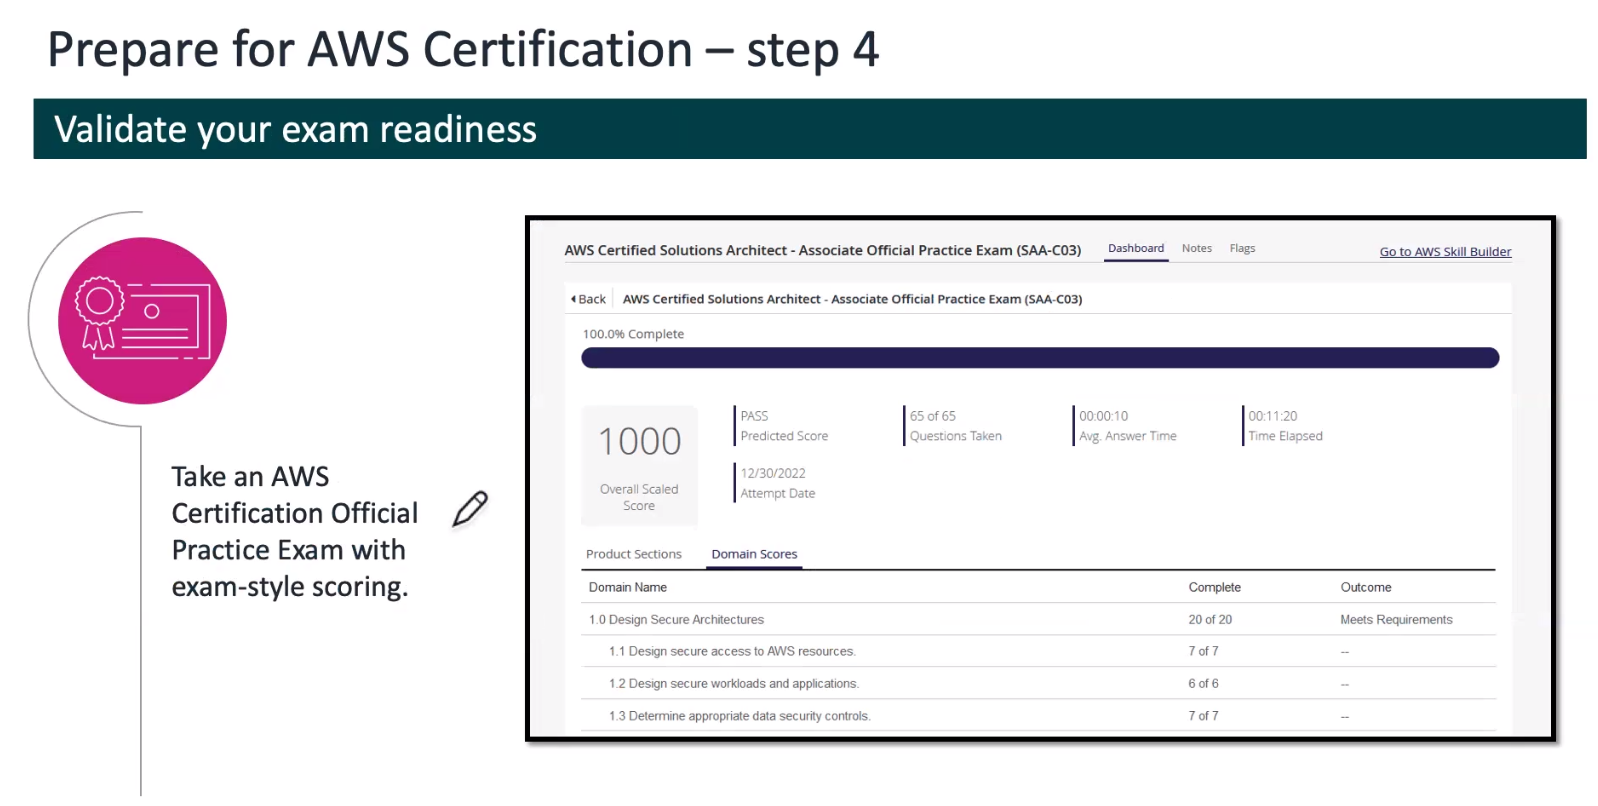 Prepare for AWS Certification – step 4
Validate your exam readiness
Take an AWS
Certification Official
Practice Exam with
exam-style scoring.
AWS Certified Solutions Architect - Associate Official Practice Exam (SAA-C03) Dashboard Notes Flags Go to AWS Skill Builder
Back AWS Certified Solutions Architect - Associate Official Practice Exam (SAA-C03)
100.0% Complete
1000
Overall Scaled
Score
PASS
Predicted Score
65 of 65
Questions Taken
00:00:10
Avg. Answer Time
00:11:20
Time Elapsed
12/30/2022
Attempt Date
Product Sections Domain Scores
Domain Name Complete Outcome
1.0 Design Secure Architectures 20 of 20 Meets Requirements
1.1 Design secure access to AWS resources. 7 of 7 --
1.2 Design secure workloads and applications. 6 of 6 --
1.3 Determine appropriate data security controls. 7 of 7 --